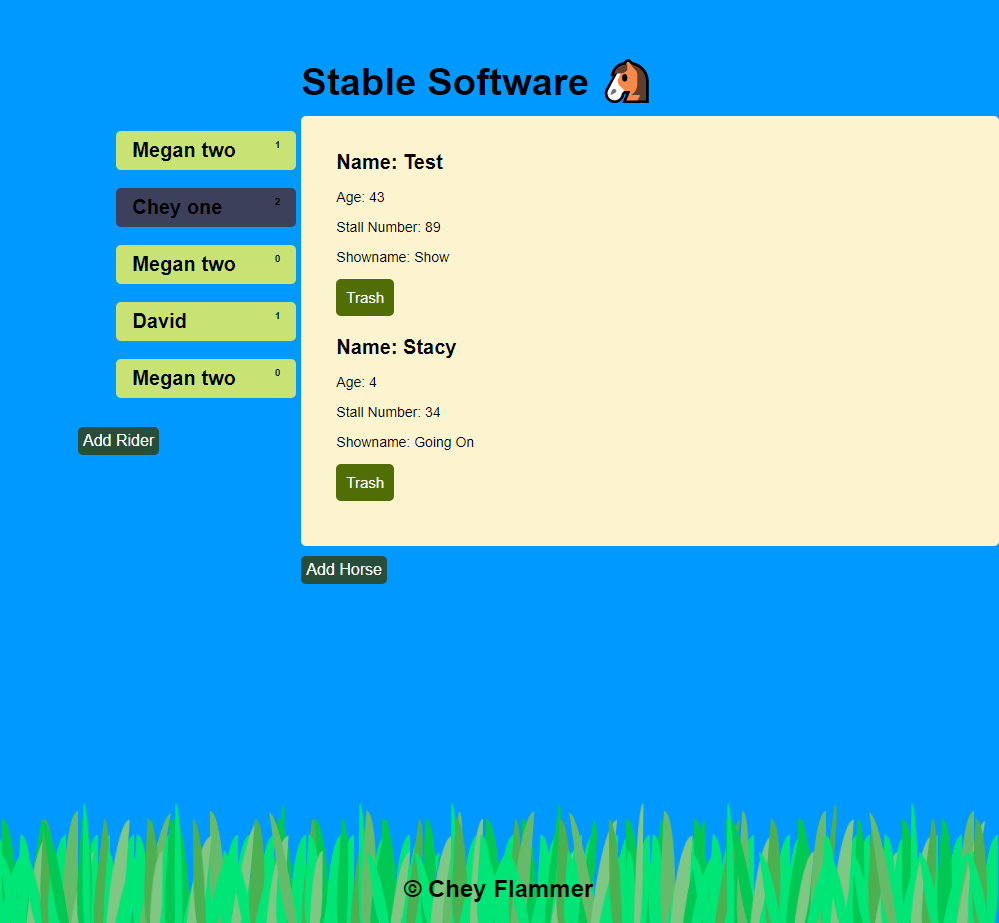 Stable Software
Megan two 1
Chey one 2
Megan two 0
David 1
Megan two 0
Add Rider
Name: Test
Age: 43
Stall Number: 89
Showname: Show
Trash
Name: Stacy
Age: 4
Stall Number: 34
Showname: Going On
Trash
Add Horse
© Chey Flammer